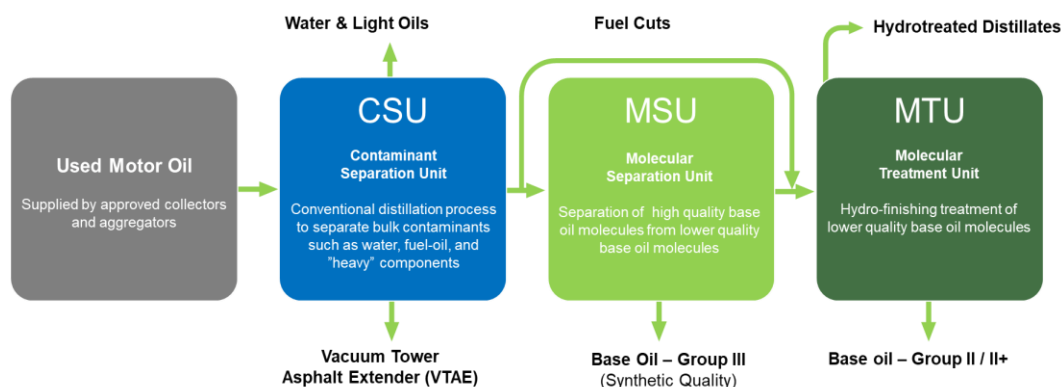 Water & Light Oils
Fuel Cuts
Hydrotreated Distillates
Used Motor Oil
Supplied by approved collectors
and aggregators
CSU
Contaminant
Separation Unit
Conventional distillation process
to separate bulk contaminants
such as water, fuel-oil, and
"heavy" components
MSU
Molecular
Separation Unit
Separation of high quality base
oil molecules from lower quality
base oil molecules
MTU
Molecular
Treatment Unit
Hydro-finishing treatment of
lower quality base oil molecules
Vacuum Tower
Asphalt Extender (VTAE)
Base Oil – Group III
(Synthetic Quality)
Base oil – Group II / II+